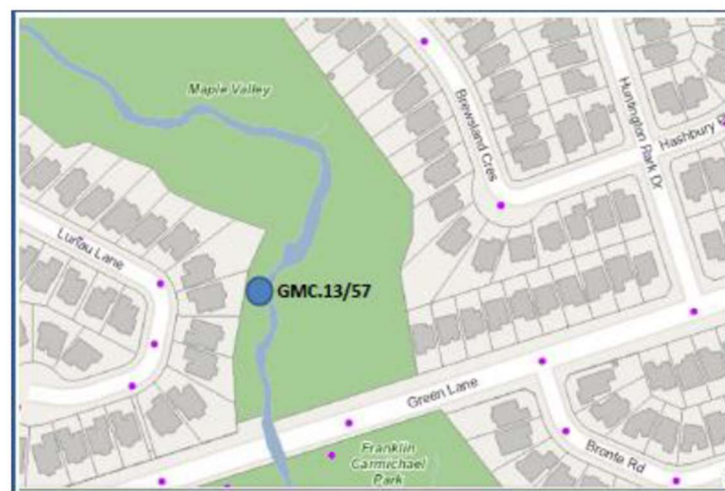 Maple Valley
Brewsland Cres
Huntington Park Dr
Hashbury
Lunau Lane
GMC.13/57
Green Lane
Franklin
Carmichael
Park
Bronte Rd